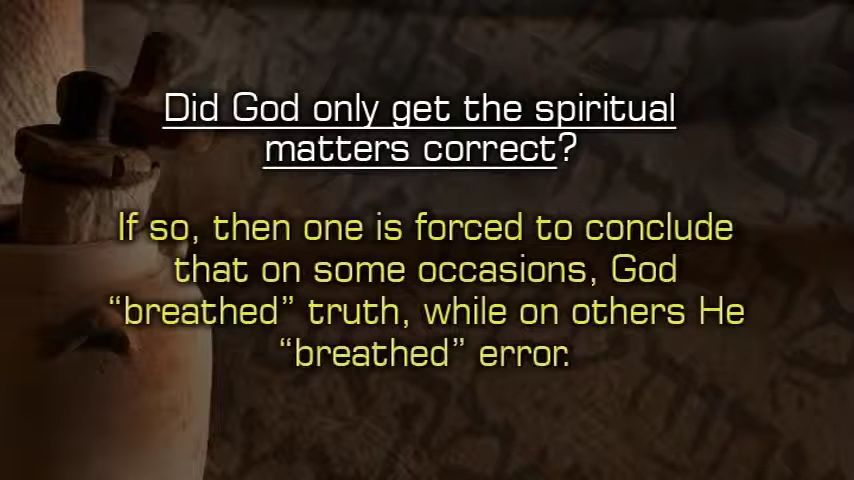 Did God only get the spiritual
matters correct?
If so, then one is forced to conclude
that on some occasions, God
“breathed” truth, while on others He
“breathed” error.